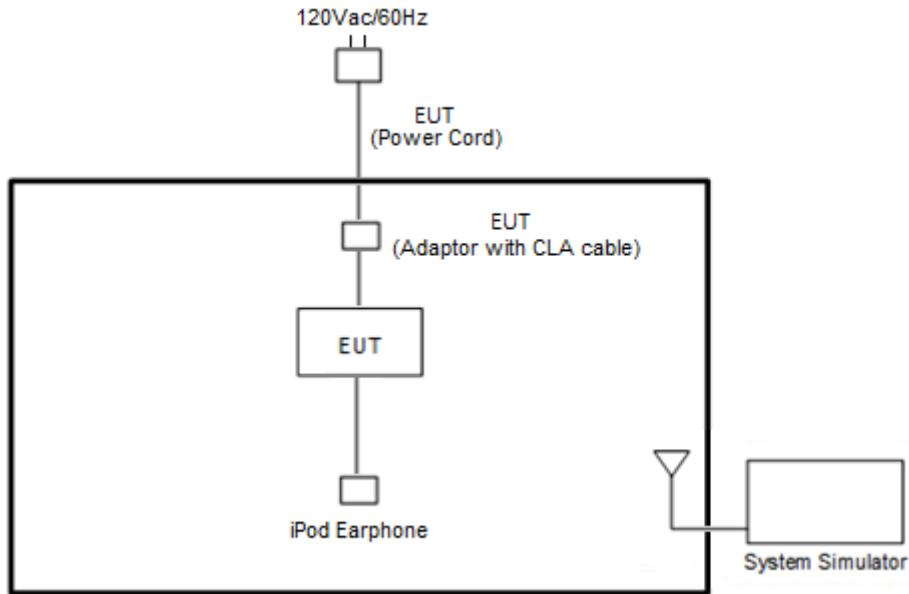 120Vac/60Hz
EUT
(Power Cord)
EUT
(Adaptor with CLA cable)
EUT
iPod Earphone
System Simulator